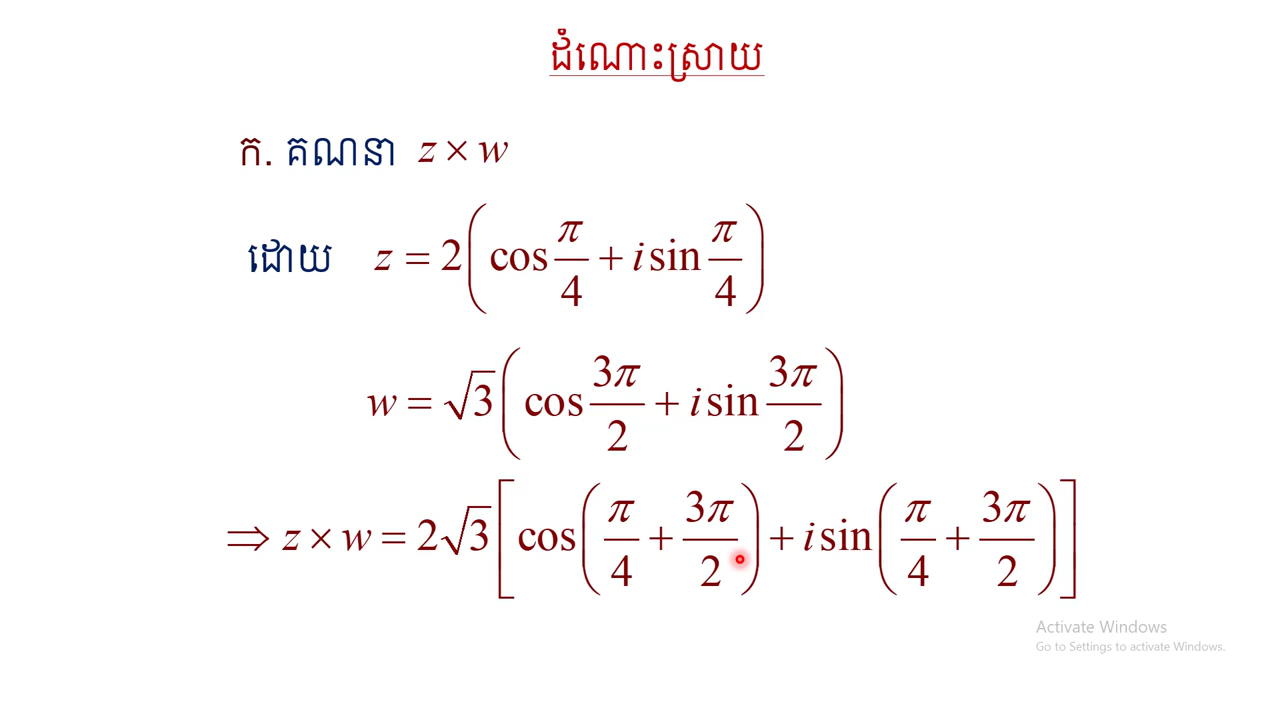 ដំណោះស្រាយ
ក. គណនា z × w
ដោយ z = 2(cos π/4 + i sin π/4)
w = √3(cos 3π/2 + i sin 3π/2)
⇒ z × w = 2√3[cos(π/4 + 3π/2) + i sin(π/4 + 3π/2)]
Activate Windows
Go to Settings to activate Windows.